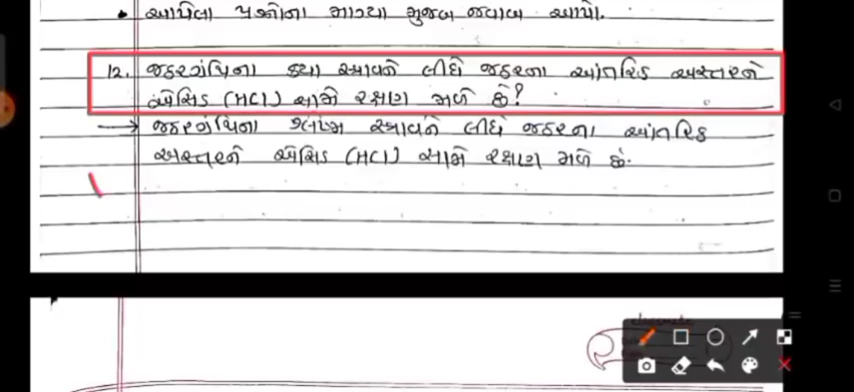 • આપેલા પ્રશ્નોના માગ્યા મુજબ જવાબ આપો.
12. જઠરગ્રંથિના કયા સ્ત્રાવને લીધે જઠરના આંતરિક અસ્તરને
એસિડ (HCl) સામે રક્ષણ મળે છે?
→ જઠરગ્રંથિના શ્લેષ્મ સ્ત્રાવને લીધે જઠરના આંતરિક
અસ્તરને એસિડ (HCl) સામે રક્ષણ મળે છે.